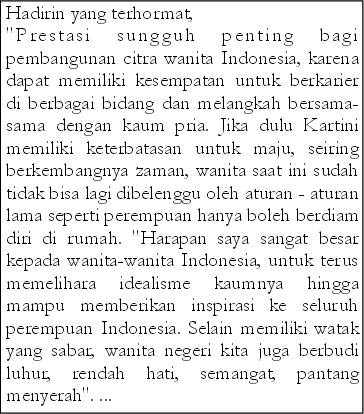 Hadirin yang terhormat,
"Prestasi sungguh penting bagi
pembangunan citra wanita Indonesia, karena
dapat memiliki kesempatan untuk berkarier
di berbagai bidang dan melangkah bersama-
sama dengan kaum pria. Jika dulu Kartini
memiliki keterbatasan untuk maju, seiring
berkembangnya zaman, wanita saat ini sudah
tidak bisa lagi dibelenggu oleh aturan - aturan
lama seperti perempuan hanya boleh berdiam
diri di rumah. "Harapan saya sangat besar
kepada wanita-wanita Indonesia, untuk terus
memelihara idealisme kaumnya hingga
mampu memberikan inspirasi ke seluruh
perempuan Indonesia. Selain memiliki watak
yang sabar, wanita negeri kita juga berbudi
luhur, rendah hati, semangat, pantang
menyerah". ...